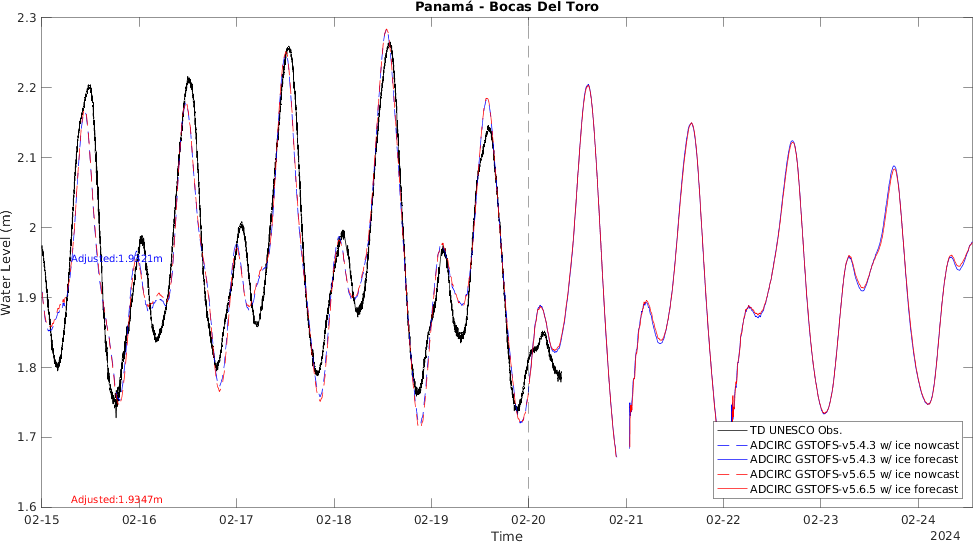 Panamá - Bocas Del Toro
2.3
2.2
2.1
2
1.9
1.8
1.7
1.6
Water Level (m)
Adjusted:1.9321m
Adjusted:1.9347m
TD UNESCO Obs.
ADCIRC GSTOFS-v5.4.3 w/ ice nowcast
ADCIRC GSTOFS-v5.4.3 w/ ice forecast
ADCIRC GSTOFS-v5.6.5 w/ ice nowcast
ADCIRC GSTOFS-v5.6.5 w/ ice forecast
02-15 02-16 02-17 02-18 02-19 02-20 02-21 02-22 02-23 02-24
Time
2024